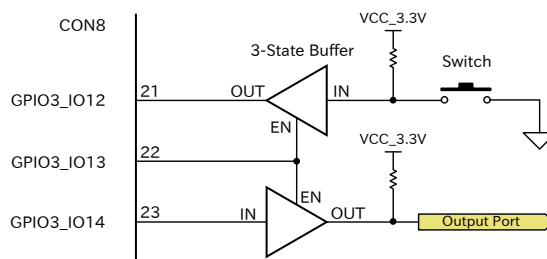 CON8
VCC_3.3V
3-State Buffer
Switch
GPIO3_IO12
21
OUT
IN
EN
VCC_3.3V
GPIO3_IO13
22
EN
GPIO3_IO14
23
IN
OUT
Output Port